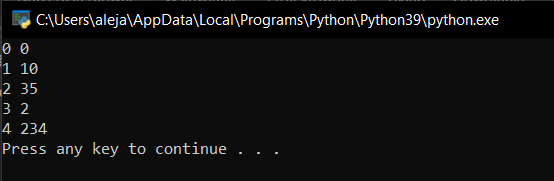 C:\Users\aleja\AppData\Local\Programs\Python\Python39\python.exe
0 0
1 10
2 35
3 2
4 234
Press any key to continue . . .